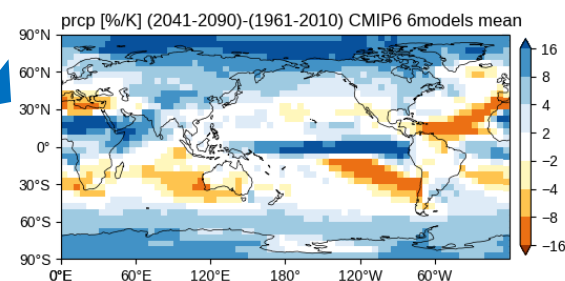 prcp [%/K] (2041-2090)-(1961-2010) CMIP6 6models mean
90°N
60°N
30°N
0°
30°S
60°S
90°S
0°E 60°E 120°E 180° 120°W 60°W
16
8
4
2
−2
−4
−8
−16